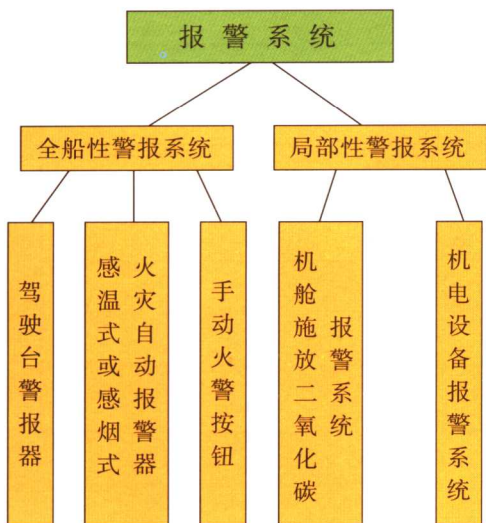 报警系统
全船性警报系统
局部性警报系统
驾驶台警报器
感温式或感烟式
火灾自动报警器
手动火警按钮
机舱施放二氧化碳
报警系统
机电设备报警系统